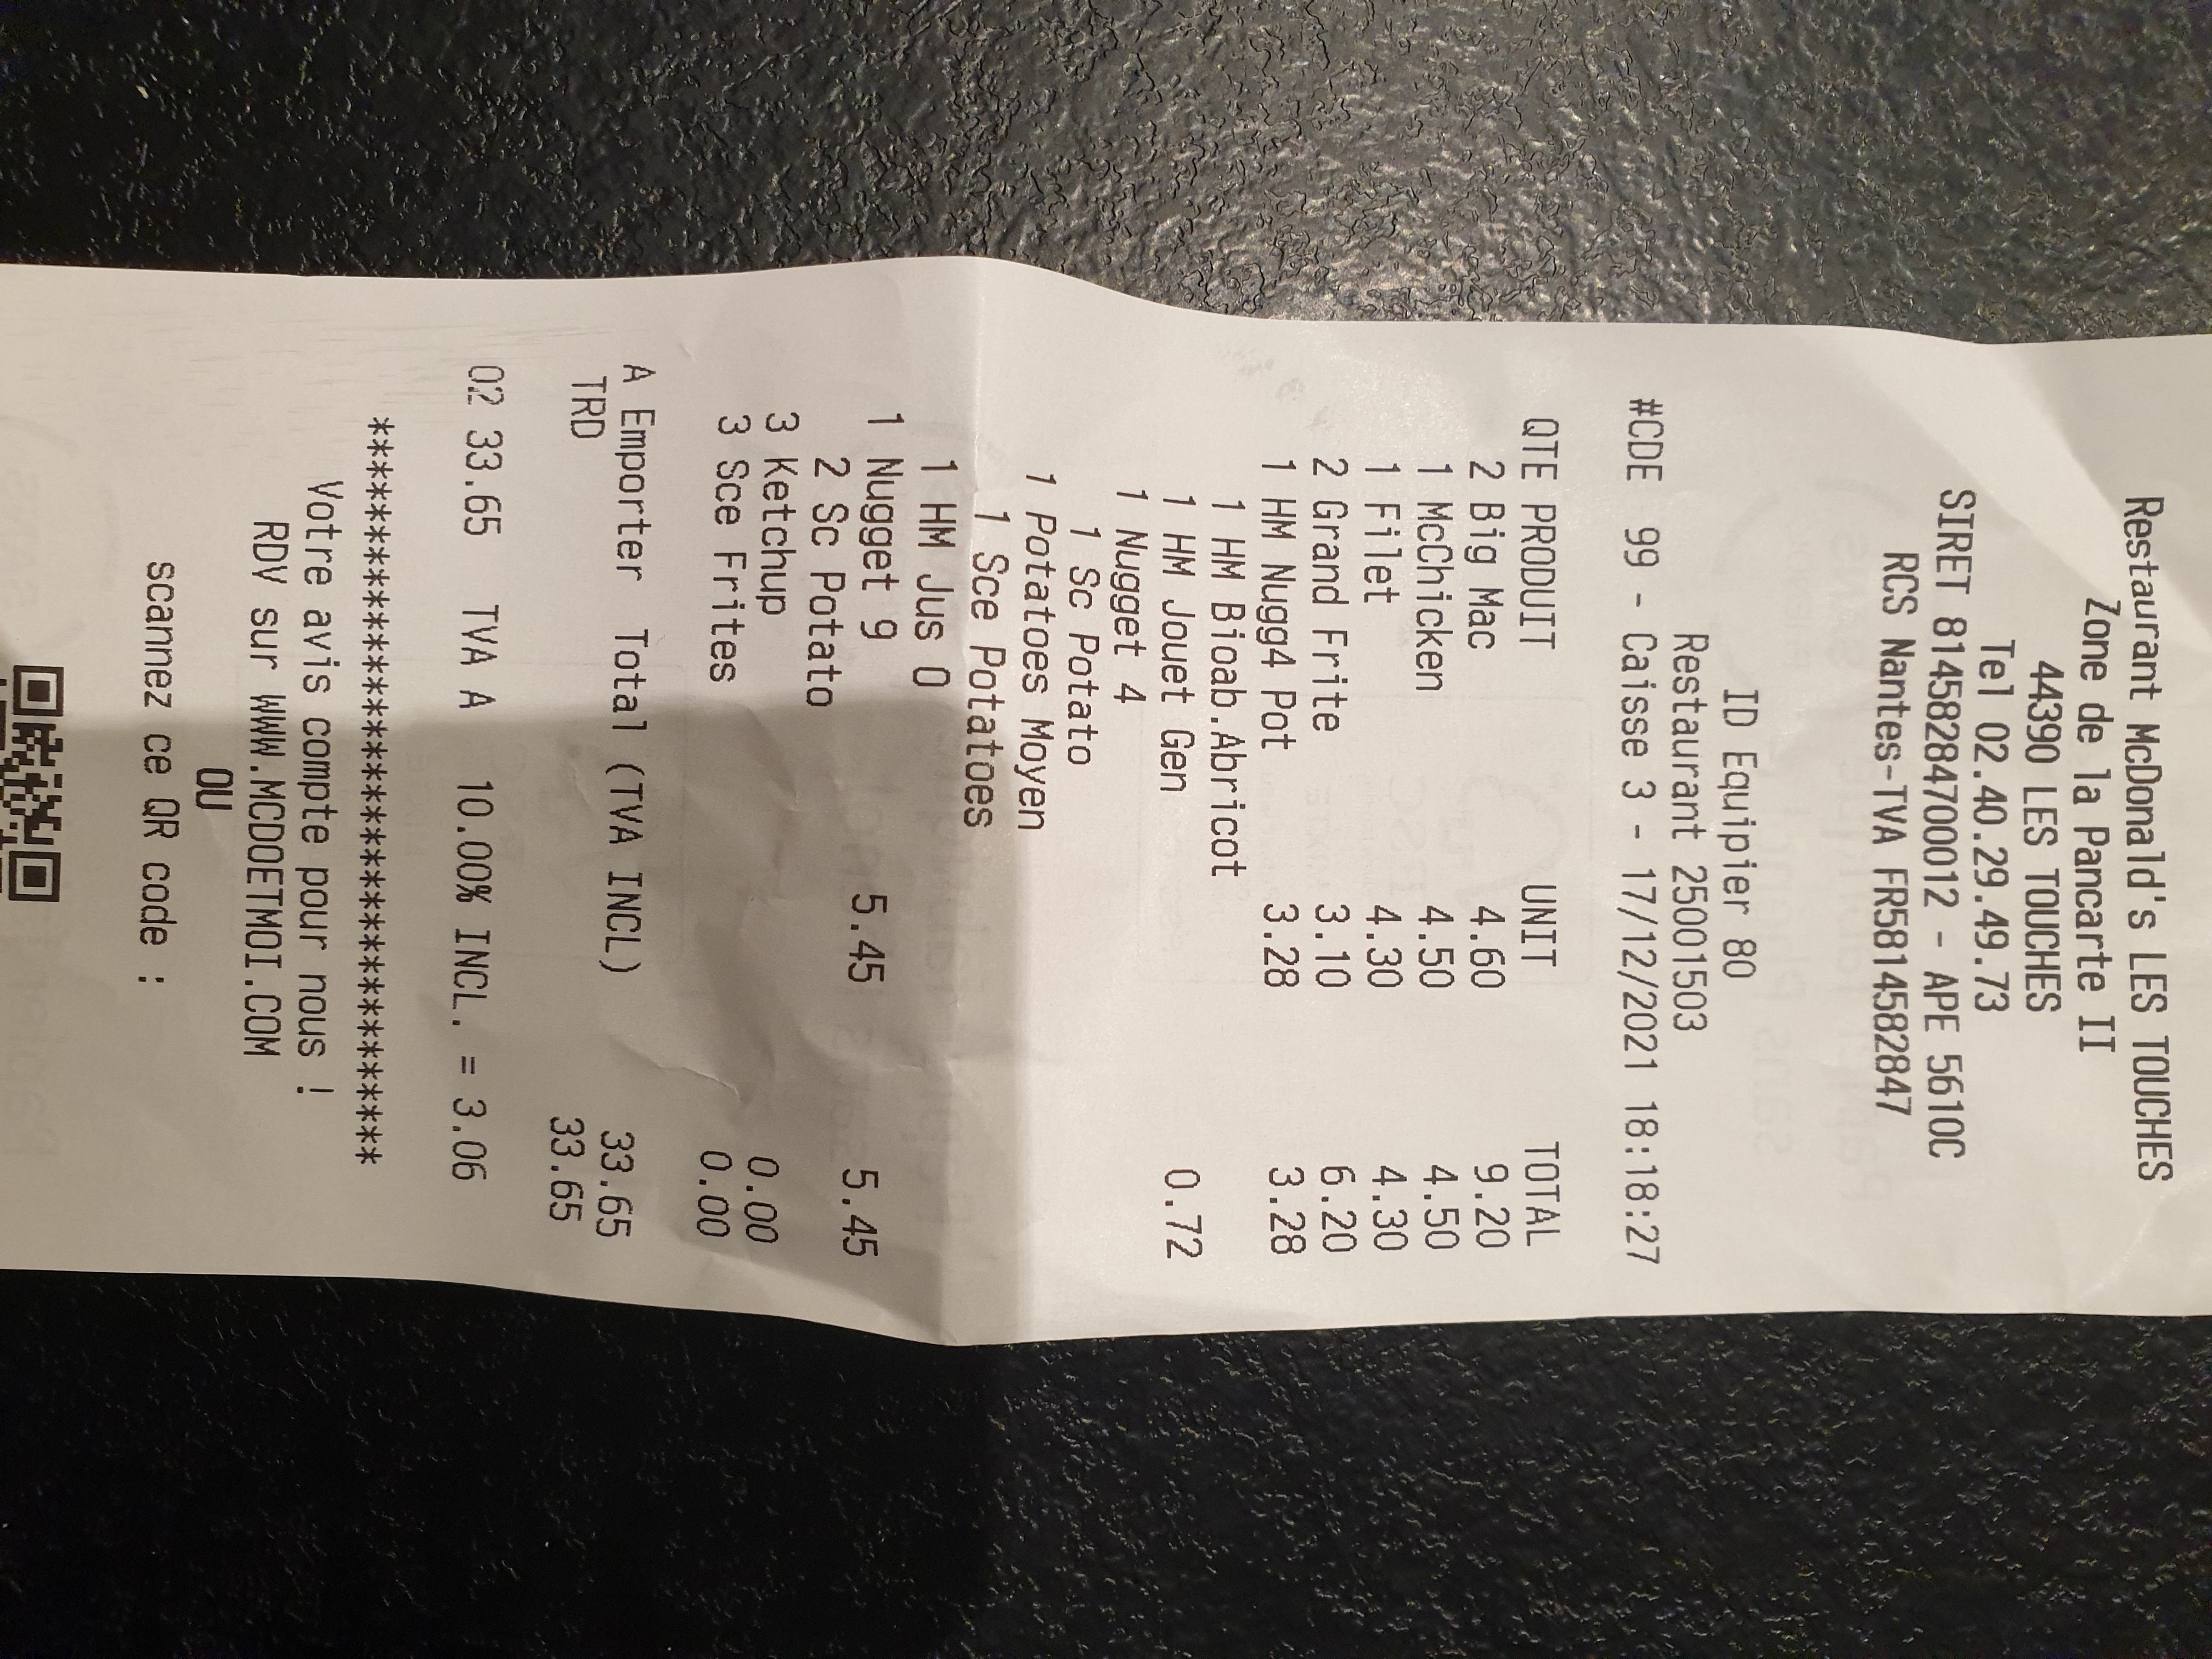 Restaurant McDonald's LES TOUCHES
Zone de la Pancarte II
44390 LES TOUCHES
Tel 02.40.29.49.73
SIRET 81458284700012 - APE 5610C
RCS Nantes-TVA FR58814582847
ID Equipier 80
Restaurant 25001503
#CDE 99 - Caisse 3 - 17/12/2021 18:18:27
QTE PRODUIT UNIT TOTAL
2 Big Mac 4.60 9.20
1 McChicken 4.50 4.50
1 Filet 4.30 4.30
2 Grand Frite 3.10 6.20
1 HM Nugg4 Pot 3.28 3.28
1 HM Bioab.Abricot
1 HM Jouet Gen 0.72
1 Nugget 4
1 Sc Potato
1 Potatoes Moyen
1 Sce Potatoes
1 HM Jus O
1 Nugget 9 5.45 5.45
2 Sc Potato
3 Ketchup 0.00
3 Sce Frites 0.00
A Emporter Total (TVA INCL) 33.65
TRD 33.65
02 33.65 TVA A 10.00% INCL. = 3.06
****************************************
Votre avis compte pour nous !
RDV sur WWW.MCDOETMOI.COM
OU
scannez ce QR code :